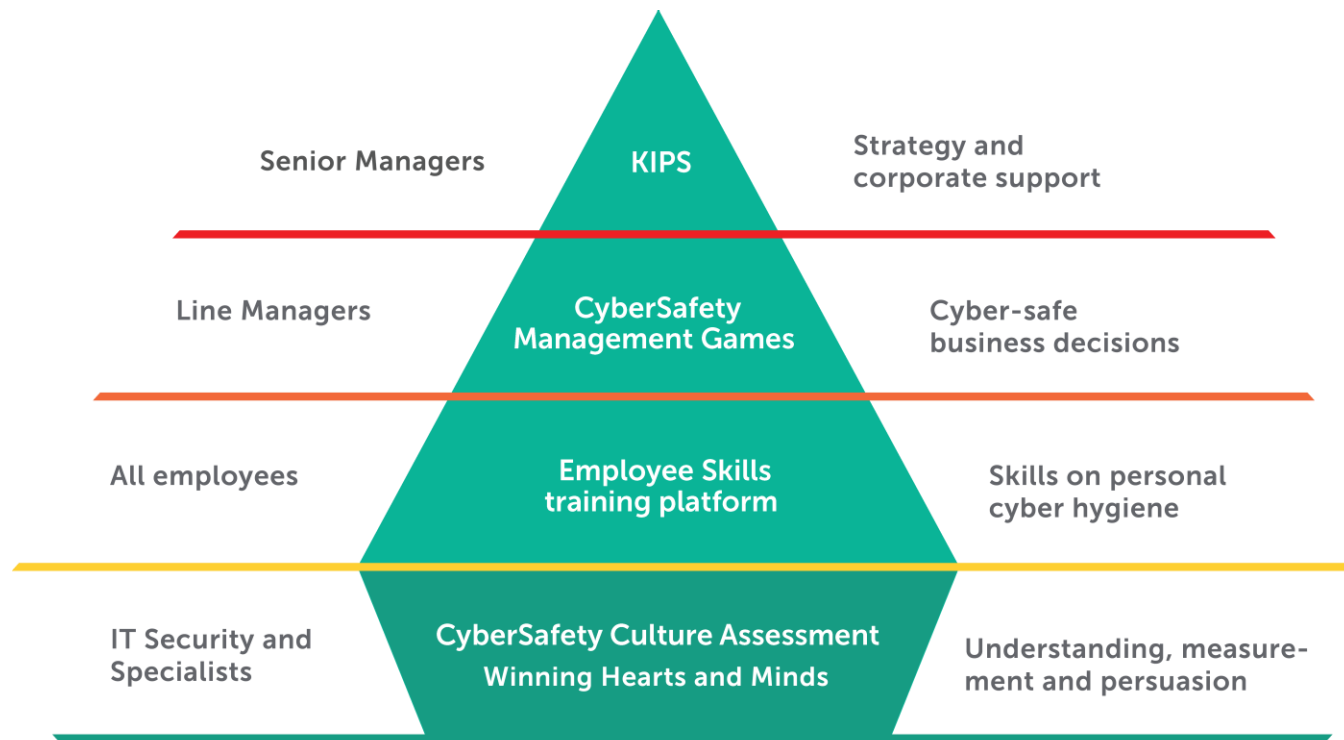 Senior Managers
KIPS
Strategy and
corporate support
Line Managers
CyberSafety
Management Games
Cyber-safe
business decisions
All employees
Employee Skills
training platform
Skills on personal
cyber hygiene
IT Security and
Specialists
CyberSafety Culture Assessment
Winning Hearts and Minds
Understanding, measure-
ment and persuasion